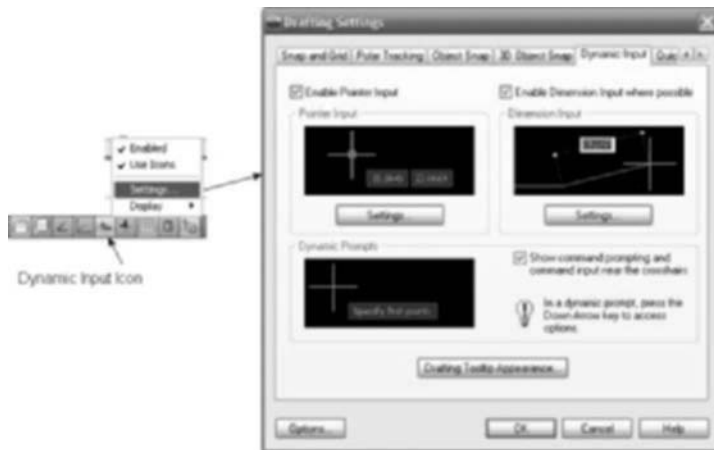 Drafting Settings
Snap and Grid Polar Tracking Object Snap 3D Object Snap Dynamic Input
Enable Pointer Input
Enable Dimension Input where possible
Pointer Input
Dimension Input
Settings...
Settings...
Dynamic Prompts
Show command prompting and
command input near the crosshairs
Specify first point:
In a dynamic prompt, press the
Down Arrow key to access
options.
Drafting Tooltip Appearance...
Options...
OK
Cancel
Help
Enabled
Use Icons
Settings...
Display
Dynamic Input Icon